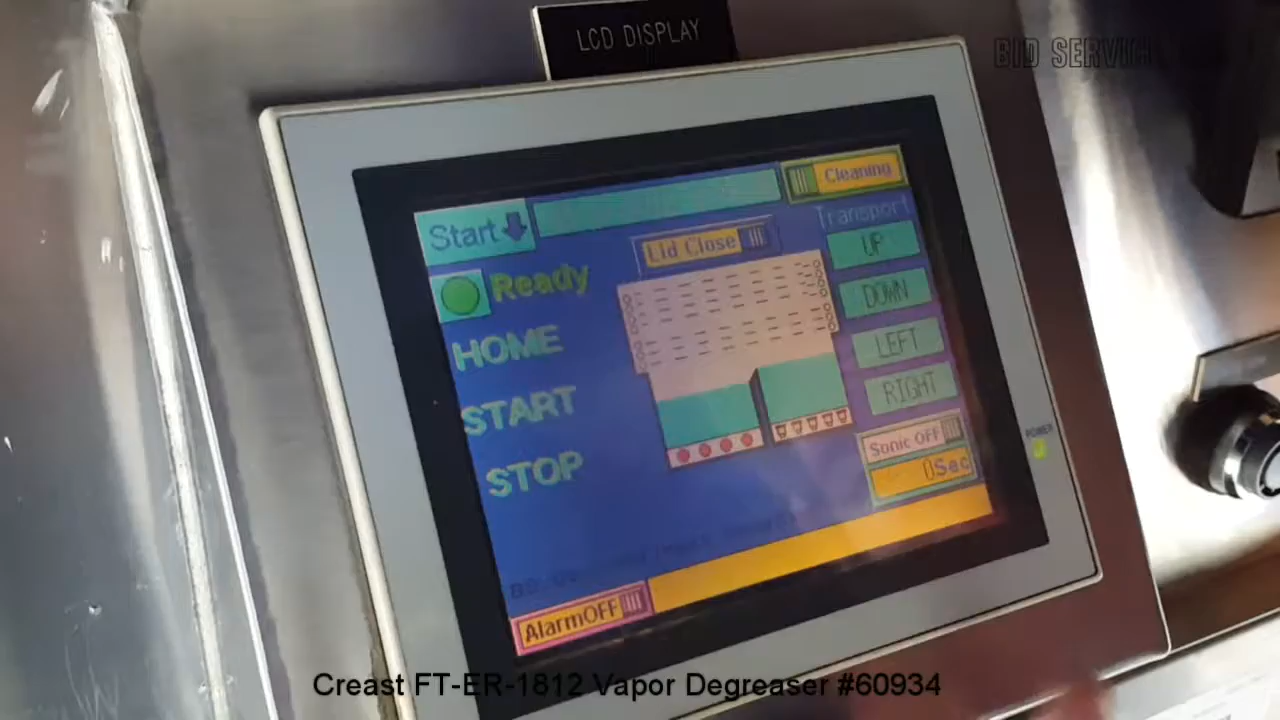 LCD DISPLAY
BID SERVICE
Start
Cleaning
Transport
Lid Close
UP
Ready
DOWN
HOME
LEFT
START
RIGHT
Sonic OFF
STOP
0Sec
POWER
AlarmOFF
Creast FT-ER-1812 Vapor Degreaser #60934